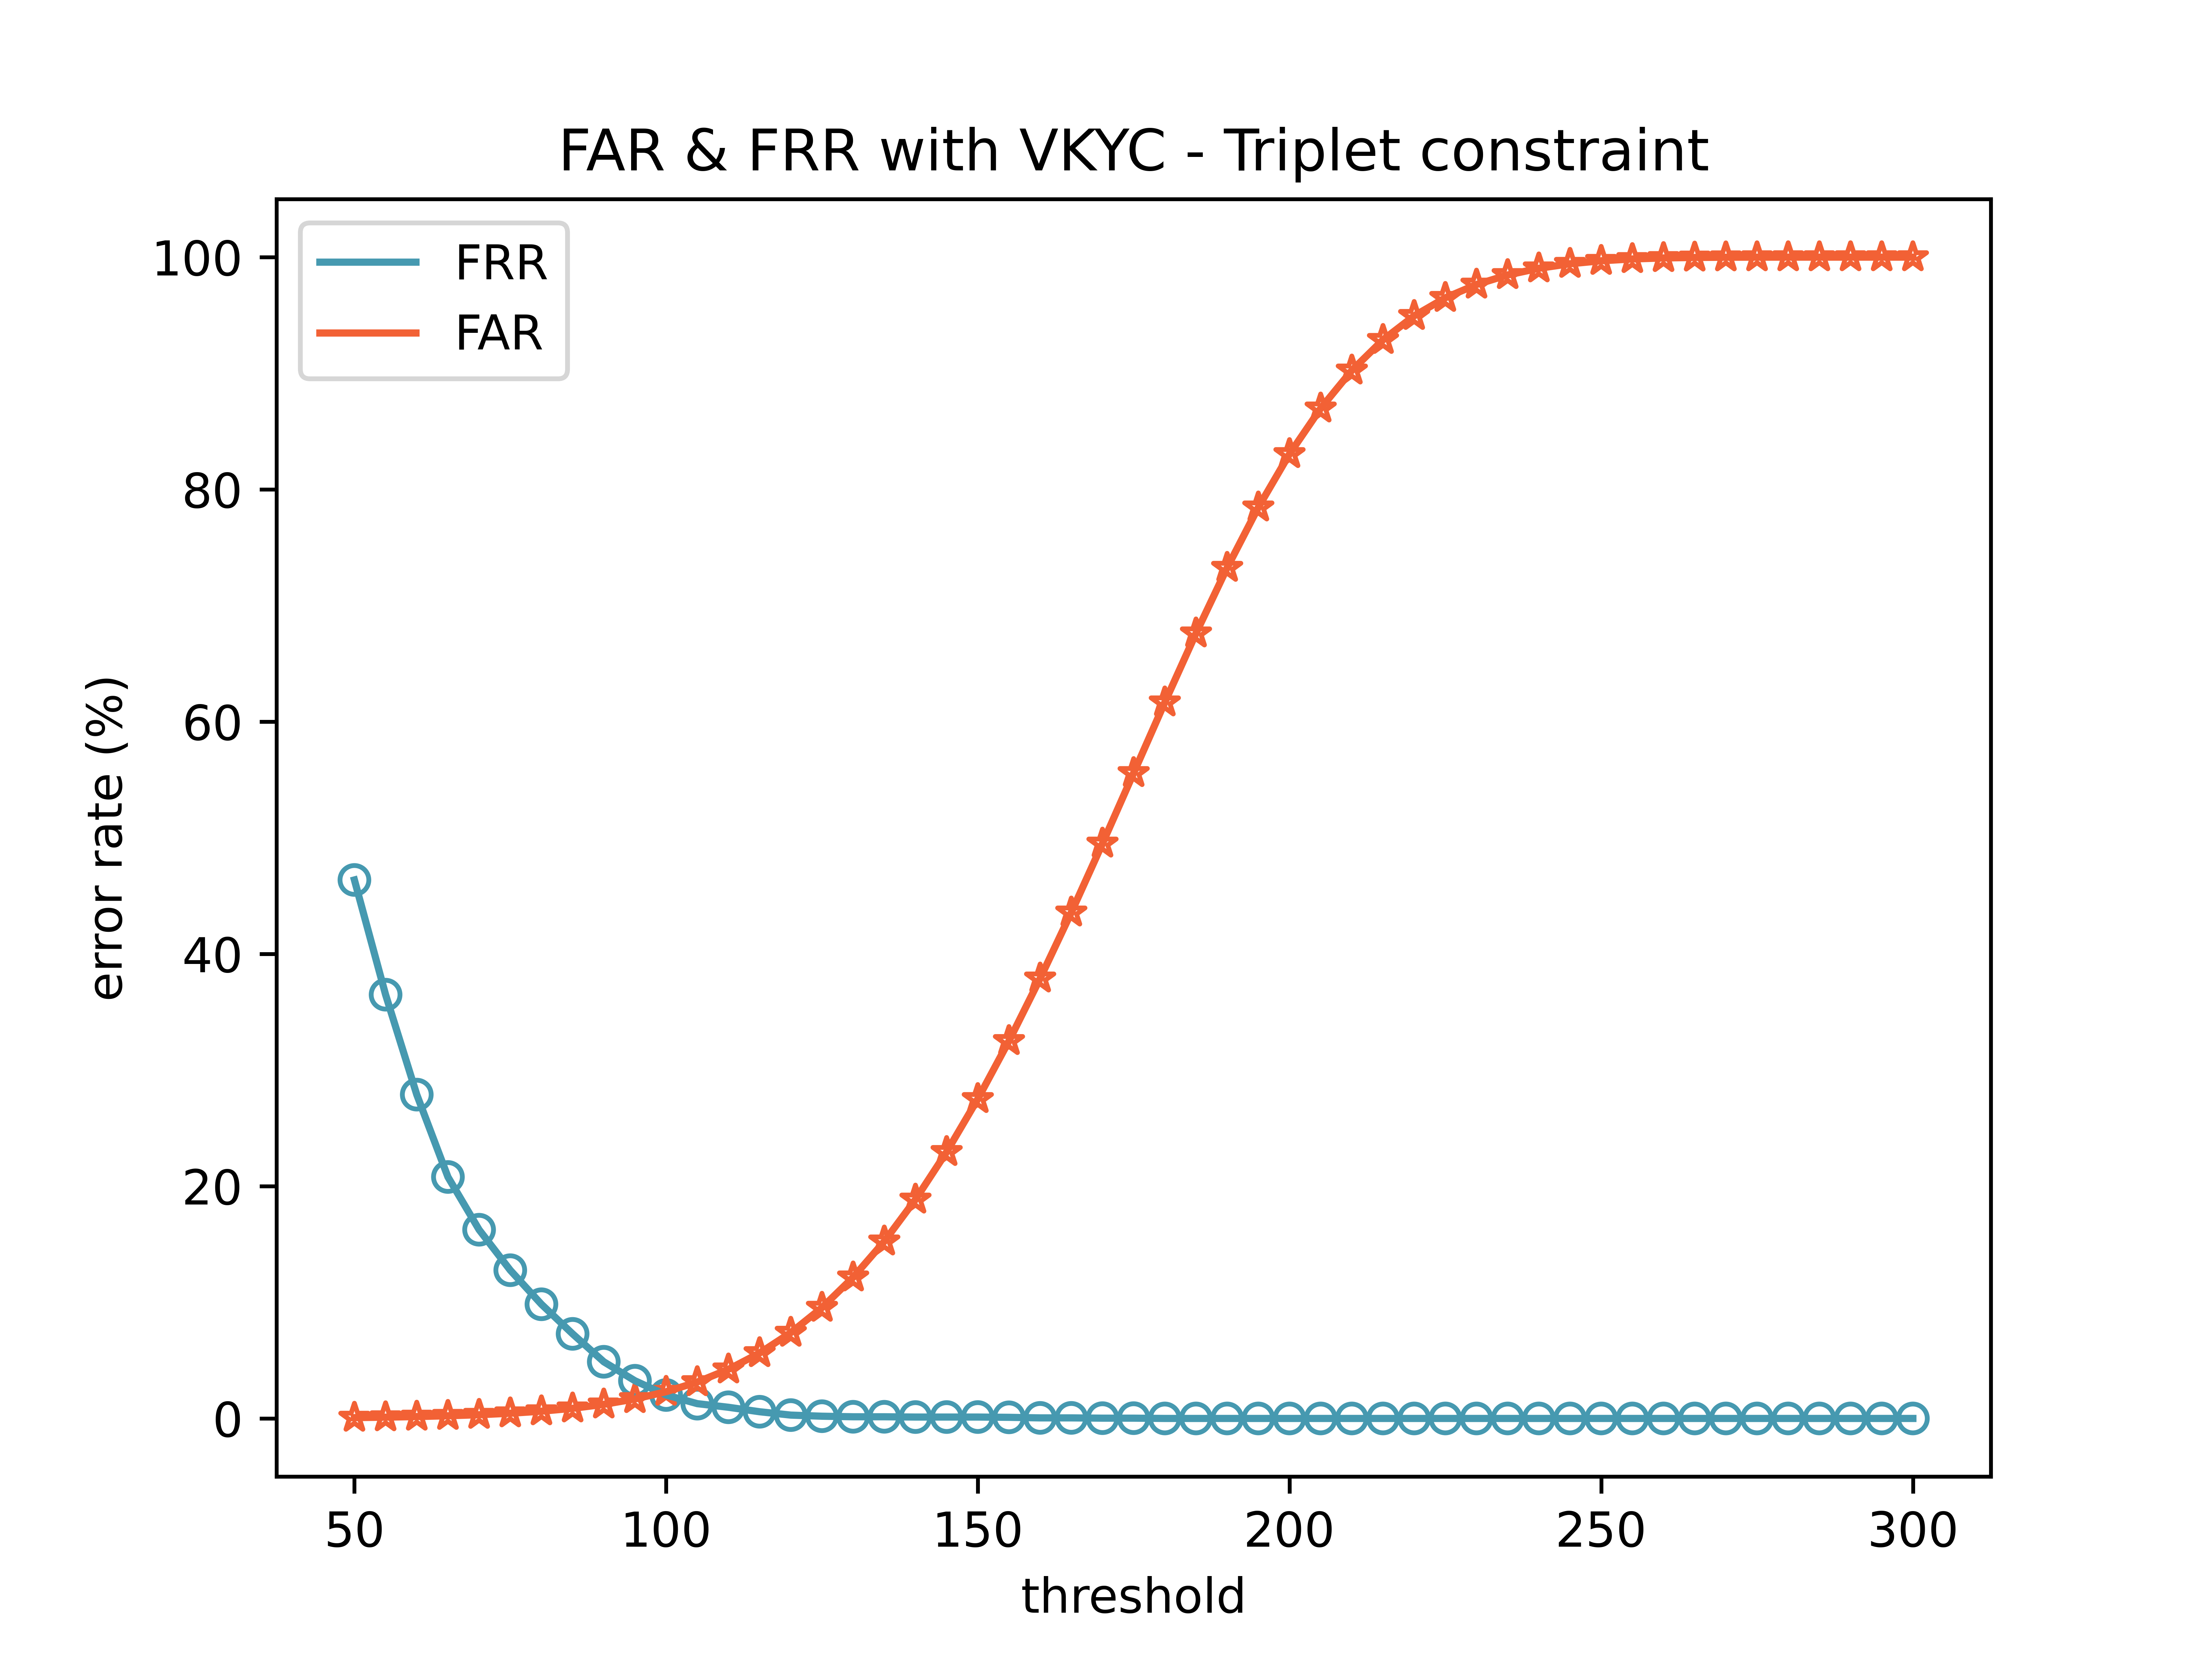 FAR & FRR with VKYC - Triplet constraint
FRR
FAR
100
80
60
40
20
0
error rate (%)
50 100 150 200 250 300
threshold